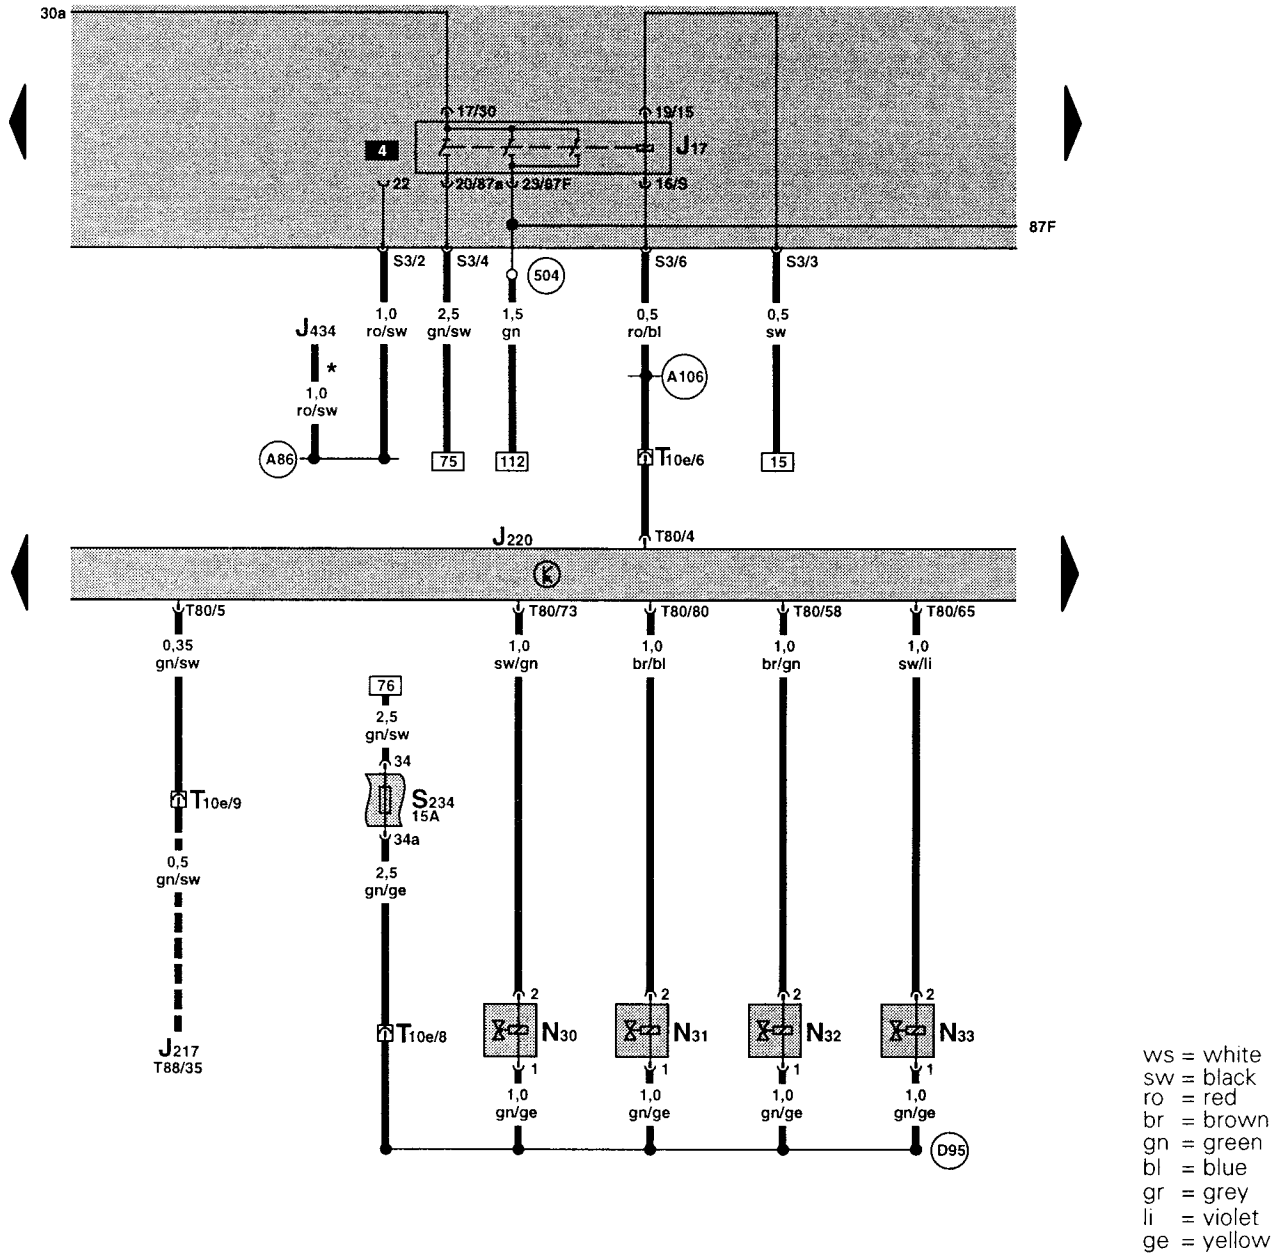 30a
17/30
19/15
J17
4
22
20/87a
23/87F
16/S
87F
S3/2
S3/4
504
S3/6
S3/3
1,0
ro/sw
2,5
gn/sw
1,5
gn
0,5
ro/bl
0,5
sw
J434
*
1,0
ro/sw
A106
A86
75
112
T10e/6
15
J220
T80/4
K
T80/5
T80/73
T80/80
T80/58
T80/65
0,35
gn/sw
1,0
sw/gn
1,0
br/bl
1,0
br/gn
1,0
sw/li
76
2,5
gn/sw
34
S234
15A
34a
T10e/9
0,5
gn/sw
2,5
gn/ge
2
2
2
2
T10e/8
N30
N31
N32
N33
J217
T88/35
1
1
1
1
1,0
gn/ge
1,0
gn/ge
1,0
gn/ge
1,0
gn/ge
D95
ws = white
sw = black
ro = red
br = brown
gn = green
bl = blue
gr = grey
li = violet
ge = yellow